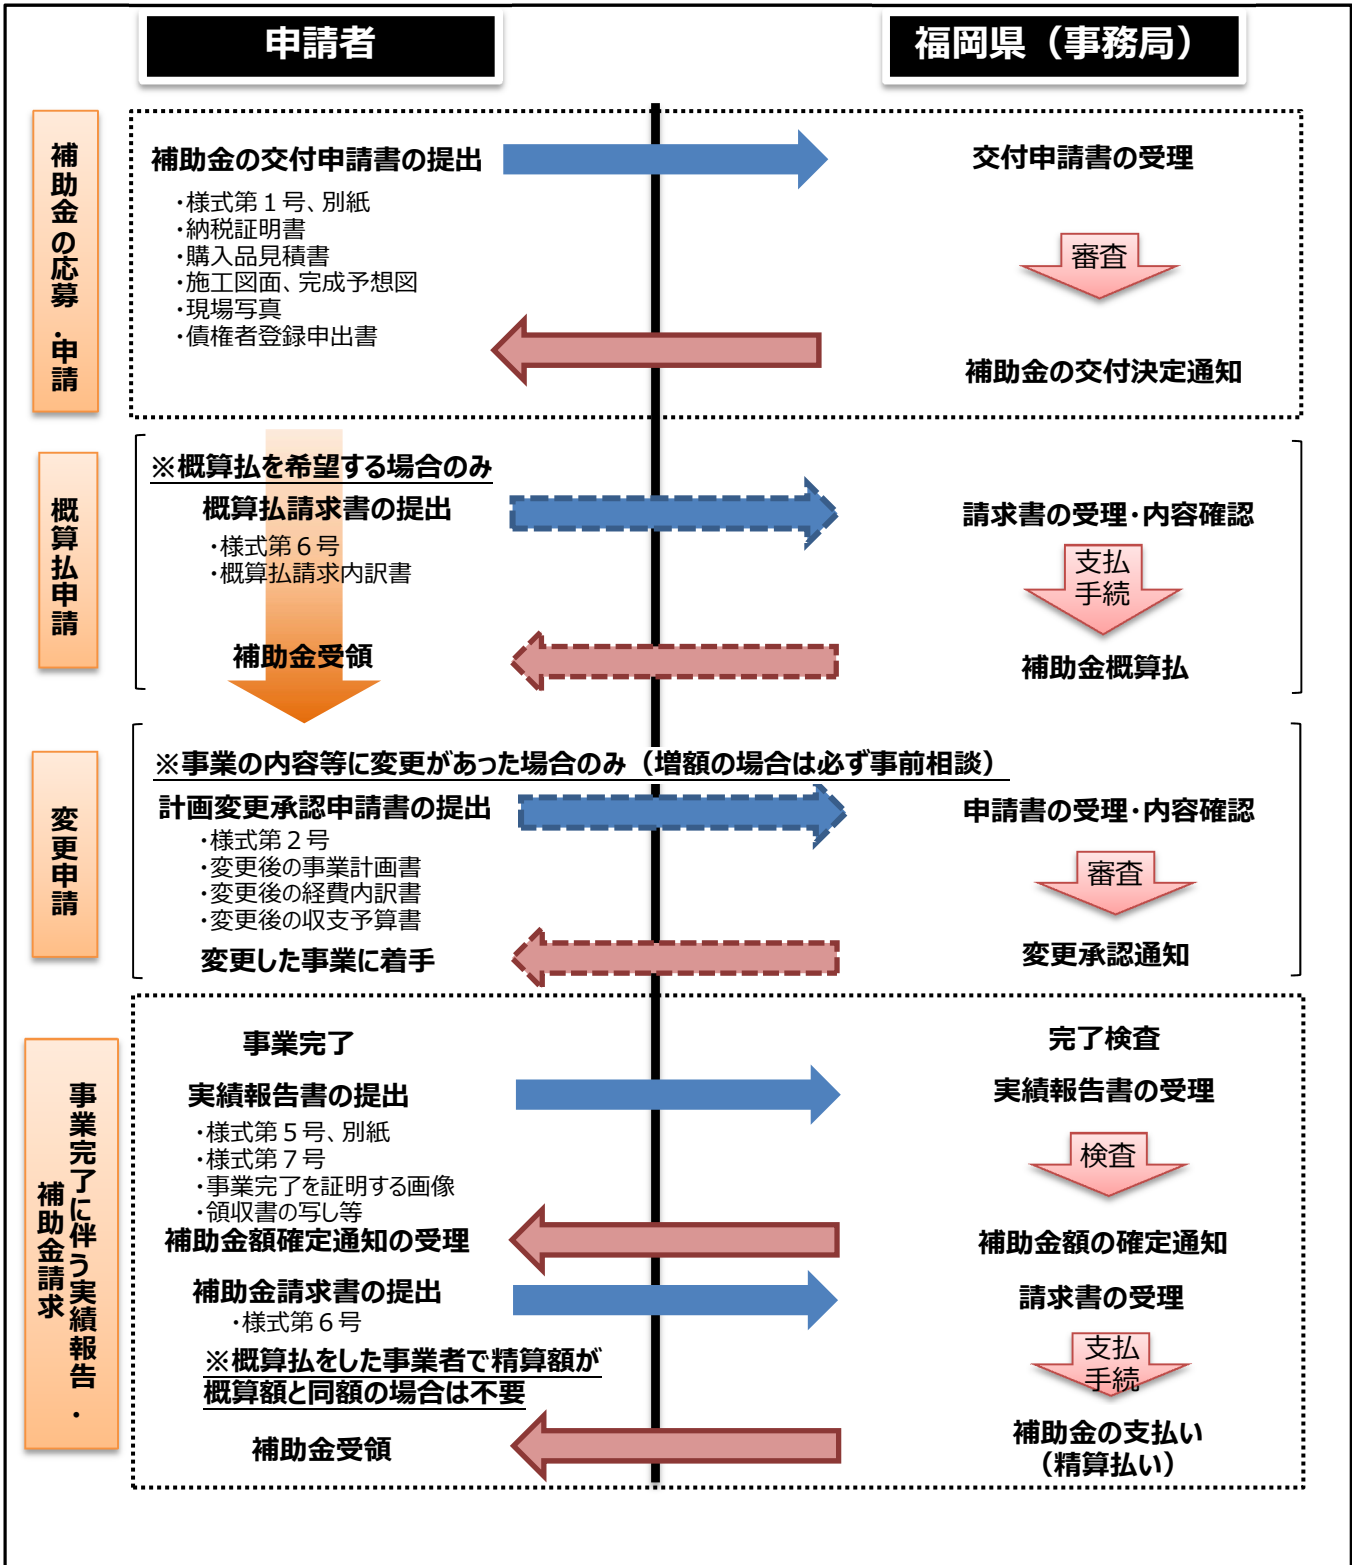 申請者
福岡県（事務局）
補助金の応募・申請
補助金の交付申請書の提出
・様式第１号、別紙
・納税証明書
・購入品見積書
・施工図面、完成予想図
・現場写真
・債権者登録申出書
交付申請書の受理
審査
補助金の交付決定通知
概算払申請
※概算払を希望する場合のみ
概算払請求書の提出
・様式第６号
・概算払請求内訳書
補助金受領
請求書の受理・内容確認
支払
手続
補助金概算払
変更申請
※事業の内容等に変更があった場合のみ（増額の場合は必ず事前相談）
計画変更承認申請書の提出
・様式第２号
・変更後の事業計画書
・変更後の経費内訳書
・変更後の収支予算書
変更した事業に着手
申請書の受理・内容確認
審査
変更承認通知
事業完了に伴う実績報告・
補助金請求
事業完了
実績報告書の提出
・様式第５号、別紙
・様式第７号
・事業完了を証明する画像
・領収書の写し等
補助金額確定通知の受理
補助金請求書の提出
・様式第６号
※概算払をした事業者で精算額が
概算額と同額の場合は不要
補助金受領
完了検査
実績報告書の受理
検査
補助金額の確定通知
請求書の受理
支払
手続
補助金の支払い
（精算払い）